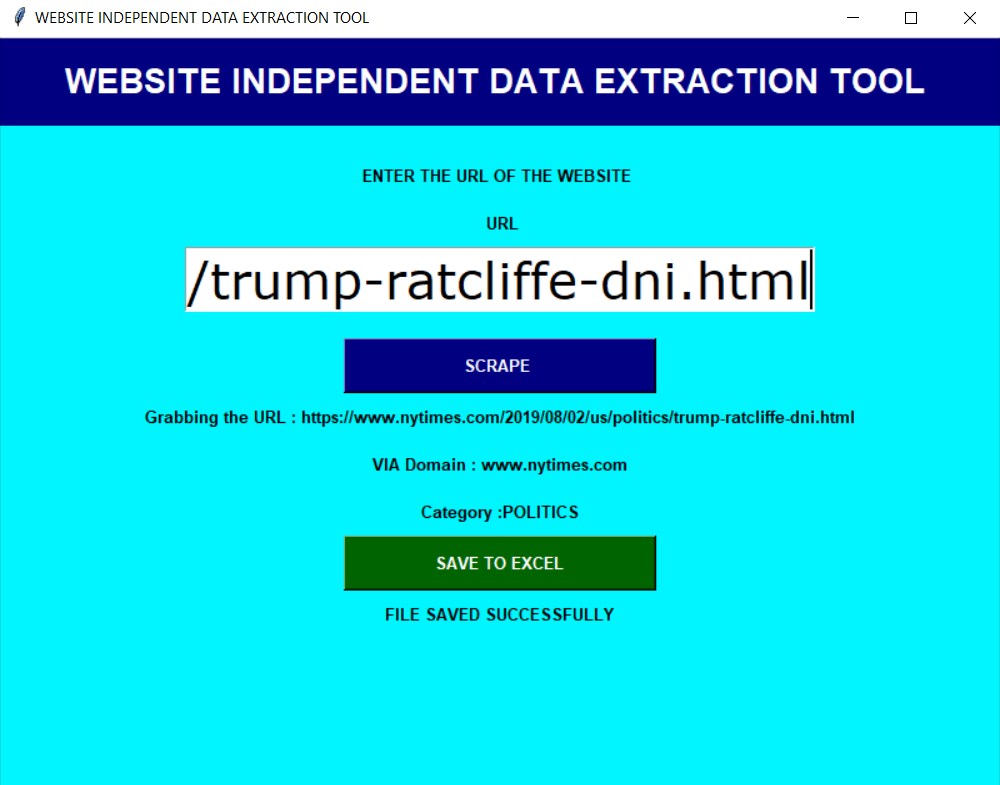 WEBSITE INDEPENDENT DATA EXTRACTION TOOL
WEBSITE INDEPENDENT DATA EXTRACTION TOOL
ENTER THE URL OF THE WEBSITE
URL
/trump-ratcliffe-dni.html
SCRAPE
Grabbing the URL : https://www.nytimes.com/2019/08/02/us/politics/trump-ratcliffe-dni.html
VIA Domain : www.nytimes.com
Category :POLITICS
SAVE TO EXCEL
FILE SAVED SUCCESSFULLY